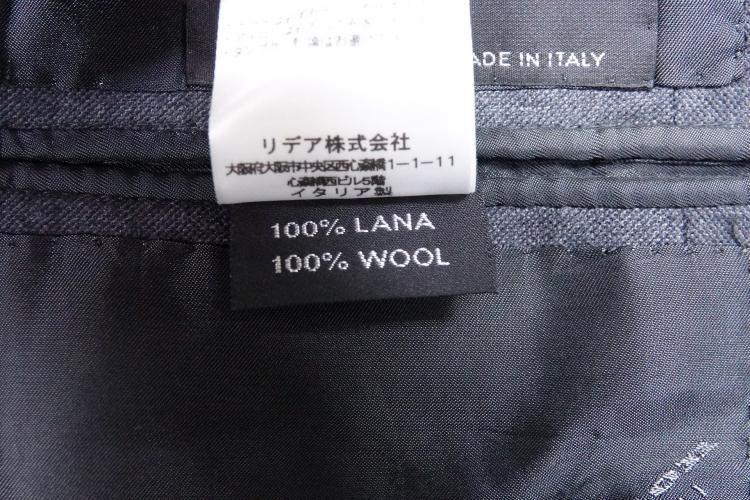 MADE IN ITALY
リデア株式会社
大阪府大阪市中央区西心斎橋1-1-11
心斎橋西ビル5階
イタリア製
100% LANA
100% WOOL